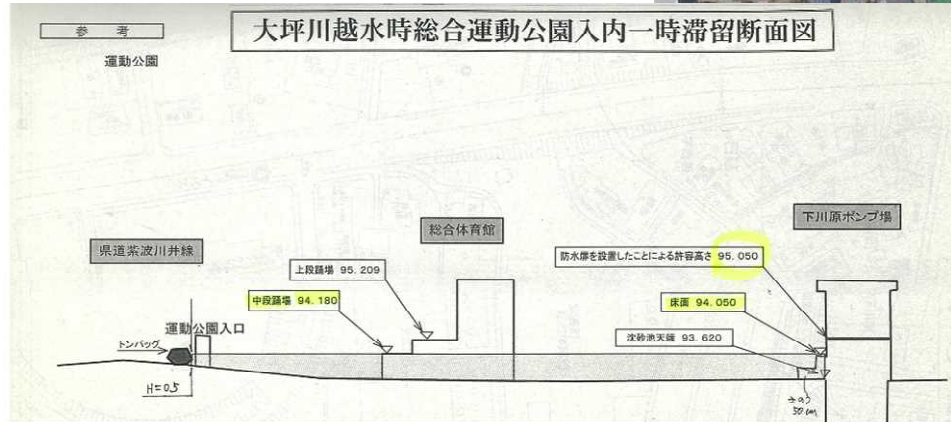 参 考
大坪川越水時総合運動公園入内一時滞留断面図
運動公園
総合体育館
下川原ポンプ場
県道紫波川井線
防水扉を設置したことによる許容高さ 95.050
上段踊場 95.209
中段踊場 94.180
床面 94.050
運動公園入口
沈砂池天端 93.620
トンパッグ
H=0.5
50cm